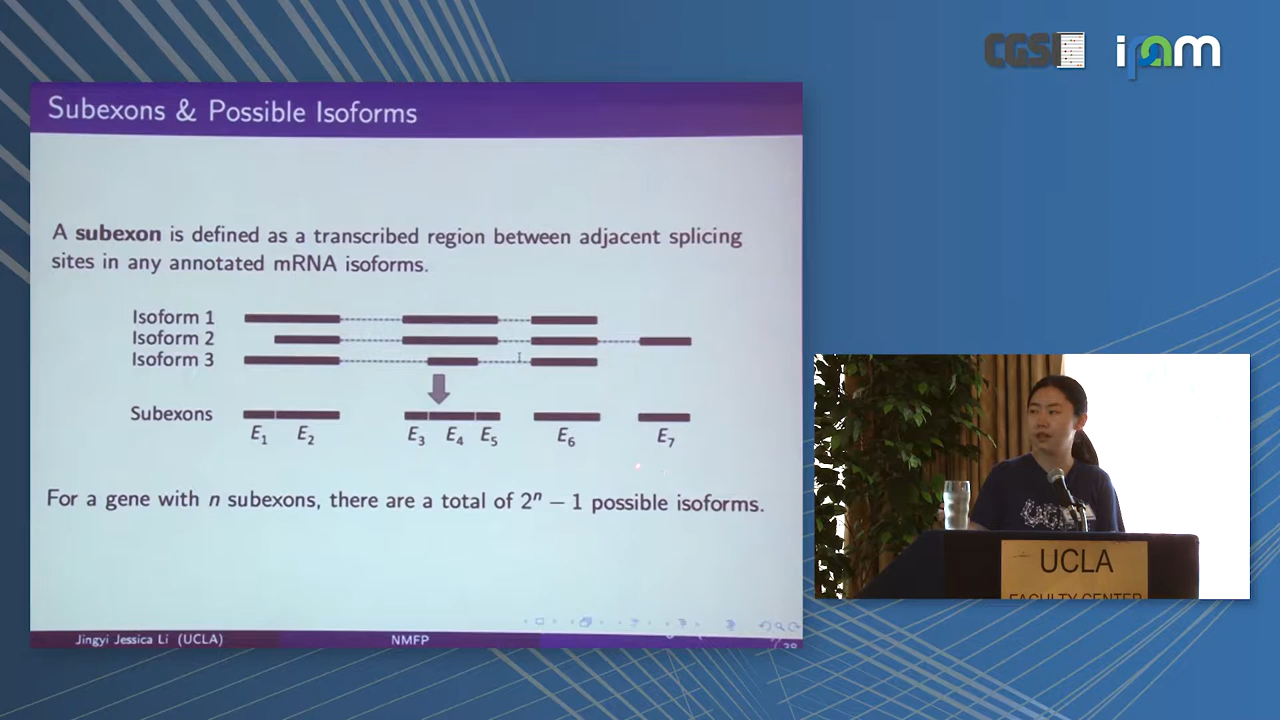 CGSI
ipam
Subexons & Possible Isoforms
A subexon is defined as a transcribed region between adjacent splicing
sites in any annotated mRNA isoforms.
Isoform 1
Isoform 2
Isoform 3
Subexons
E₁ E₂ E₃ E₄ E₅ E₆ E₇
For a gene with n subexons, there are a total of 2ⁿ − 1 possible isoforms.
Jingyi Jessica Li (UCLA) NMFP
UCLA
FACULTY CENTER